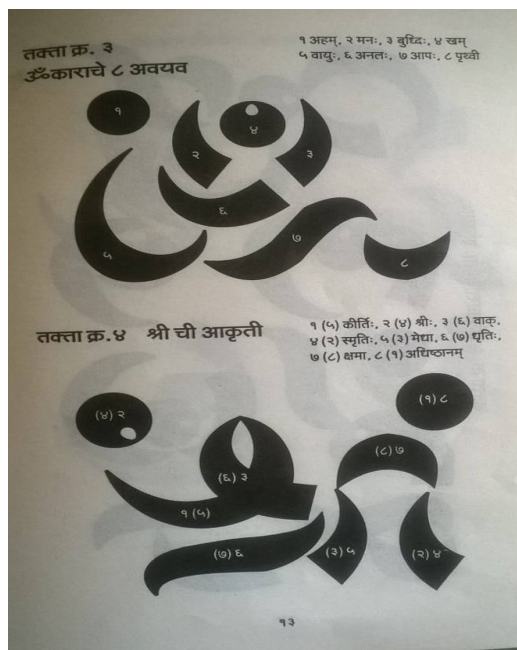 तक्ता क्र. ३
ॐकाराचे ८ अवयव
१ अहम्, २ मनः, ३ बुध्दिः, ४ खम्
५ वायुः, ६ अनलः, ७ आपः, ८ पृथ्वी
१
२
४
३
६
५
७
८
तक्ता क्र.४ श्री ची आकृती
१ (५) कीर्तिः, २ (४) श्रीः, ३ (६) वाक्,
४ (२) स्मृतिः, ५ (३) मेधा, ६ (७) धृतिः,
७ (८) क्षमा, ८ (१) अधिष्ठानम्
(४) २
(१) ८
(६) ३
(८) ७
१ (५)
(७) ६
(३) ५
(२) ४
१३